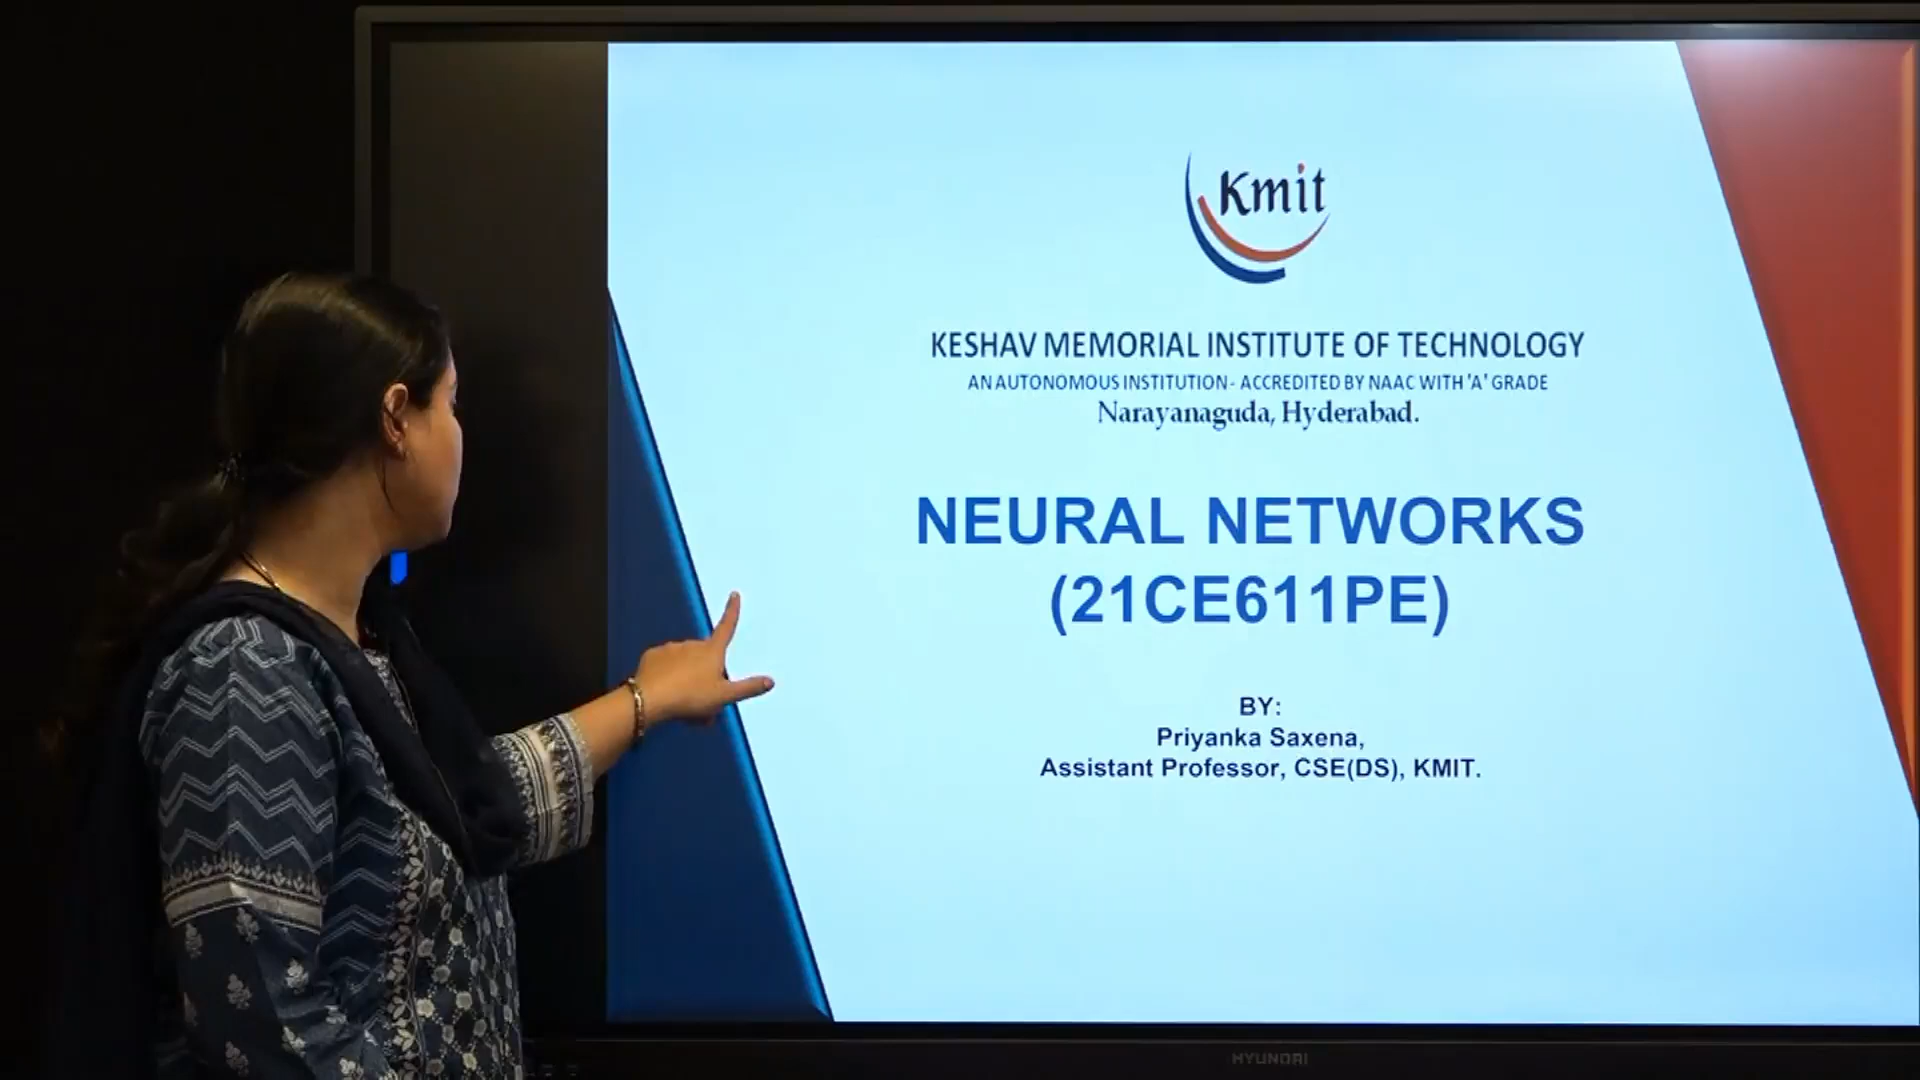 Kmit
KESHAV MEMORIAL INSTITUTE OF TECHNOLOGY
AN AUTONOMOUS INSTITUTION- ACCREDITED BY NAAC WITH 'A' GRADE
Narayanaguda, Hyderabad.
NEURAL NETWORKS
(21CE611PE)
BY:
Priyanka Saxena,
Assistant Professor, CSE(DS), KMIT.
HYUNDAI